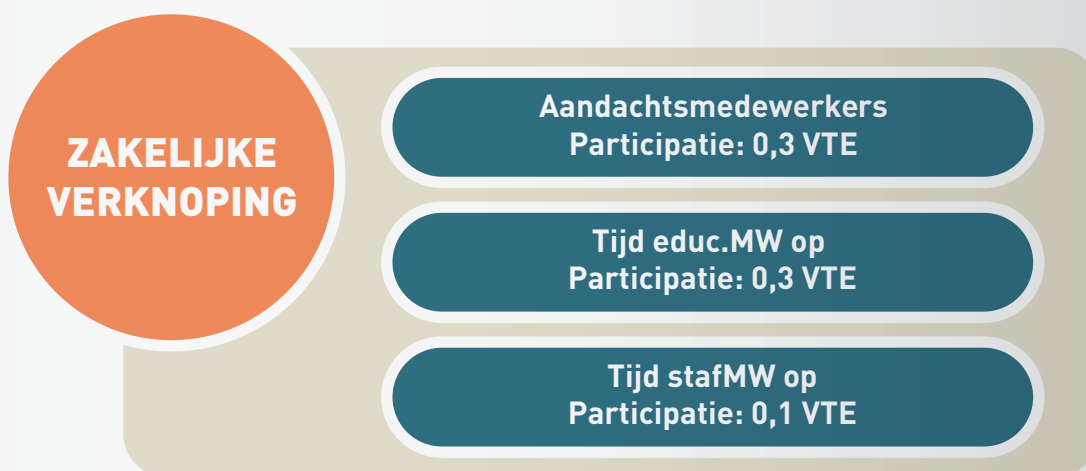 ZAKELIJKE
VERKNOPING
Aandachtsmedewerkers
Participatie: 0,3 VTE
Tijd educ.MW op
Participatie: 0,3 VTE
Tijd stafMW op
Participatie: 0,1 VTE